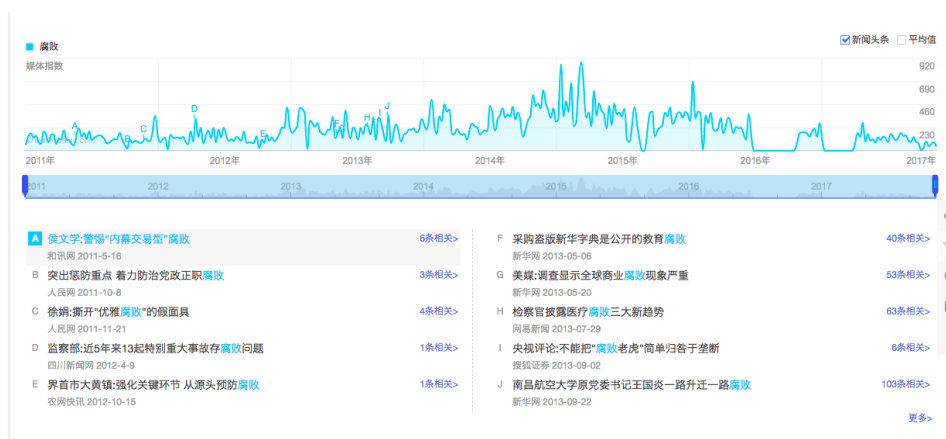 腐败
新闻头条 平均值
媒体指数
920
690
460
230
A
B
C
D
E
H
I
J
2011年 2012年 2013年 2014年 2015年 2016年 2017年
2011 2012 2013 2014 2015 2016 2017
A 侯文学:警惕“内幕交易型”腐败 6条相关>
和讯网 2011-5-16
B 突出惩防重点 着力防治党政正职腐败 3条相关>
人民网 2011-10-8
C 徐娟:撕开“优雅腐败”的假面具 4条相关>
人民网 2011-11-21
D 监察部:近5年来13起特别重大事故存腐败问题 1条相关>
四川新闻网 2012-4-9
E 界首市大黄镇:强化关键环节 从源头预防腐败 1条相关>
农网快讯 2012-10-15
F 采购盗版新华字典是公开的教育腐败 40条相关>
新华网 2013-05-06
G 美媒:调查显示全球商业腐败现象严重 53条相关>
新华网 2013-05-20
H 检察官披露医疗腐败三大新趋势 63条相关>
网易新闻 2013-07-29
I 央视评论:不能把“腐败老虎”简单归咎于垄断 6条相关>
搜狐证券 2013-09-02
J 南昌航空大学原党委书记王国炎一路升迁一路腐败 103条相关>
新华网 2013-09-22
更多>